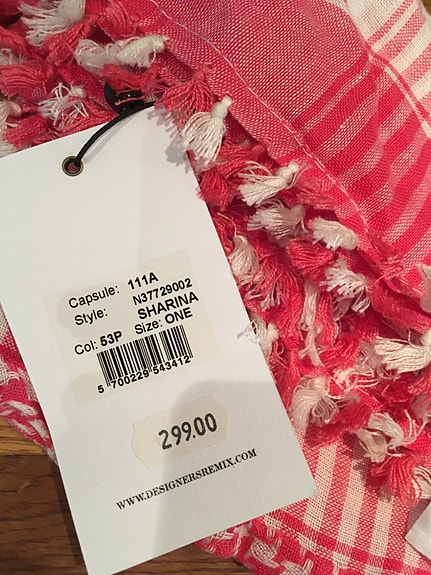 Capsule: 111A
Style: N37729002
SHARINA
Col: 53P Size: ONE
5 700229 543412
299.00
WWW.DESIGNERSREMIX.COM